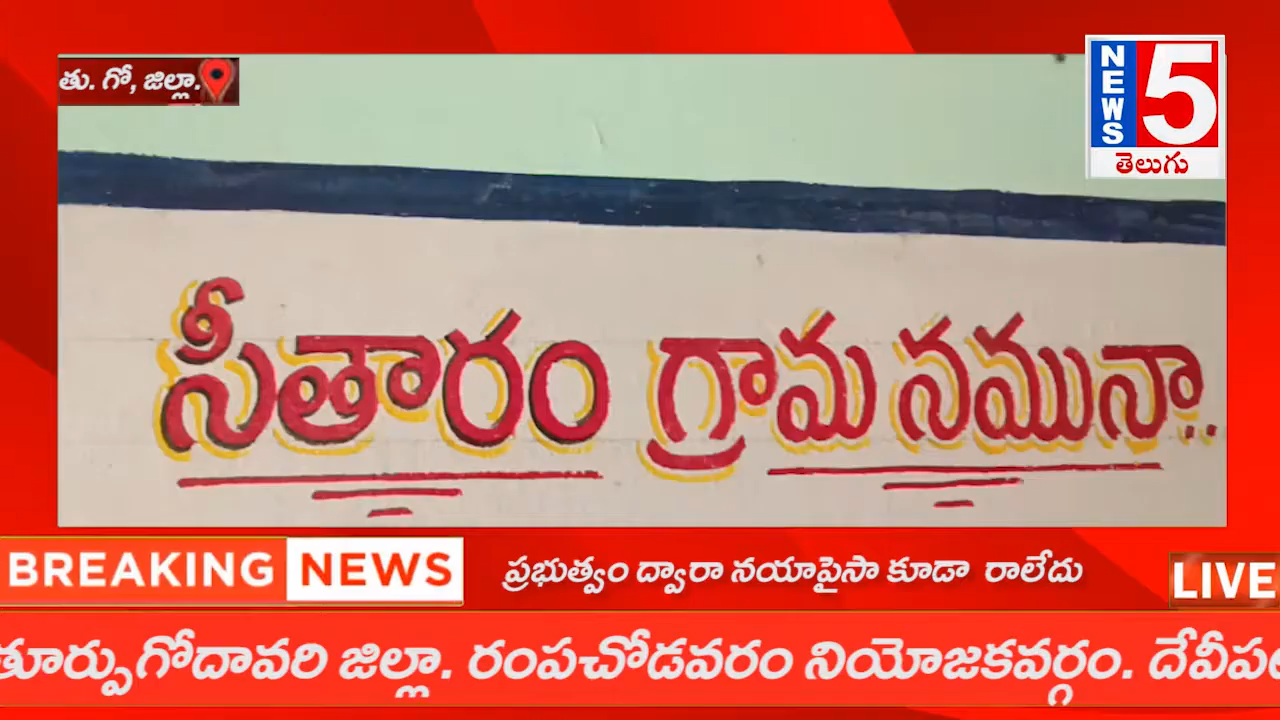 తు. గో, జిల్లా.
NEWS 5
తెలుగు
సీతారం గ్రామ నమునా..
BREAKING NEWS
ప్రభుత్వం ద్వారా నయాపైసా కూడా రాలేదు
LIVE
తూర్పుగోదావరి జిల్లా. రంపచోడవరం నియోజకవర్గం.